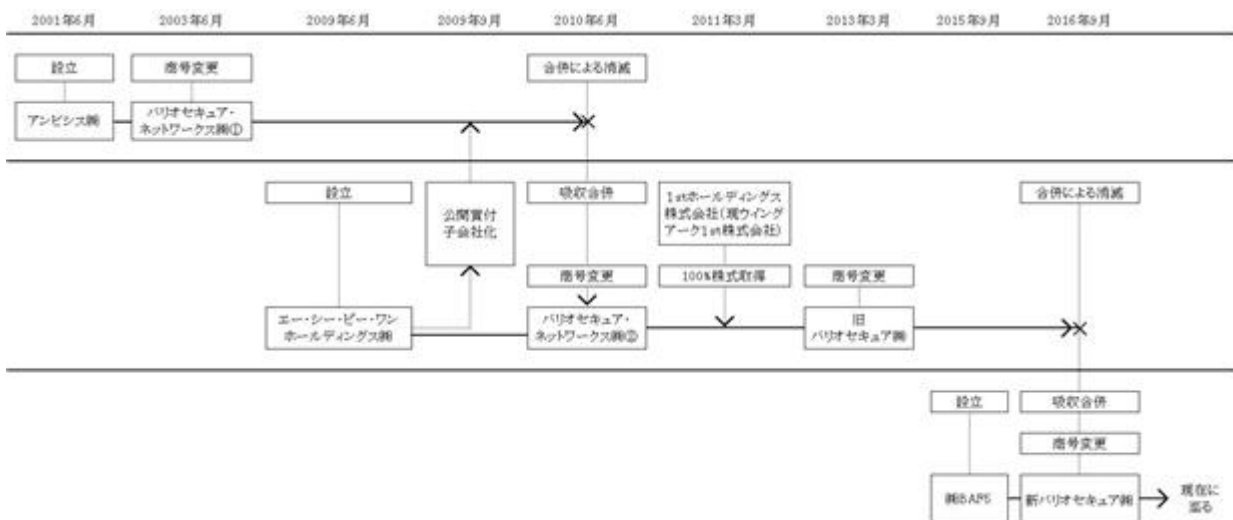 2001年6月
2003年6月
2009年6月
2009年9月
2010年6月
2011年3月
2013年3月
2015年9月
2016年9月
設立
商号変更
合併による消滅
アンビシス㈱
バリオセキュア・
ネットワークス㈱①
設立
公開買付
子会社化
吸収合併
1stホールディングス
株式会社(現ウイング
アーク1st株式会社)
合併による消滅
商号変更
100%株式取得
商号変更
エー・シー・ピー・ワン
ホールディングス㈱
バリオセキュア・
ネットワークス㈱②
旧
バリオセキュア㈱
設立
吸収合併
商号変更
㈱BAF5
新バリオセキュア㈱
現在に
至る